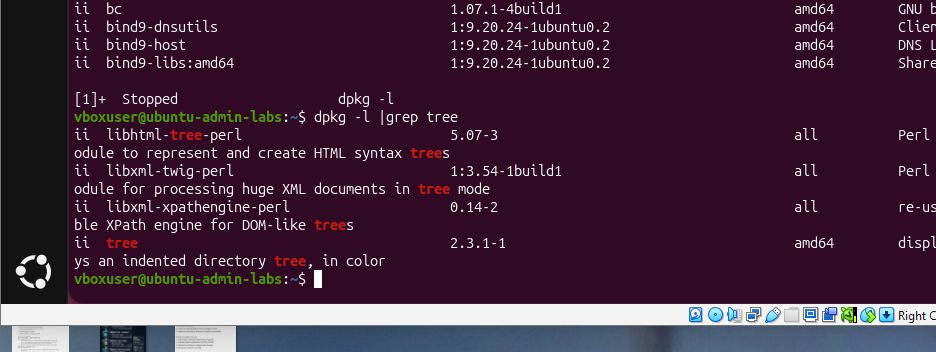 ii bc 1.07.1-4build1 amd64 GNU b
ii bind9-dnsutils 1:9.20.24-1ubuntu0.2 amd64 Clien
ii bind9-host 1:9.20.24-1ubuntu0.2 amd64 DNS L
ii bind9-libs:amd64 1:9.20.24-1ubuntu0.2 amd64 Share
[1]+ Stopped dpkg -l
vboxuser@ubuntu-admin-labs:~$ dpkg -l |grep tree
ii libhtml-tree-perl 5.07-3 all Perl
odule to represent and create HTML syntax trees
ii libxml-twig-perl 1:3.54-1build1 all Perl
odule for processing huge XML documents in tree mode
ii libxml-xpathengine-perl 0.14-2 all re-us
ble XPath engine for DOM-like trees
ii tree 2.3.1-1 amd64 displ
ys an indented directory tree, in color
vboxuser@ubuntu-admin-labs:~$
Right C